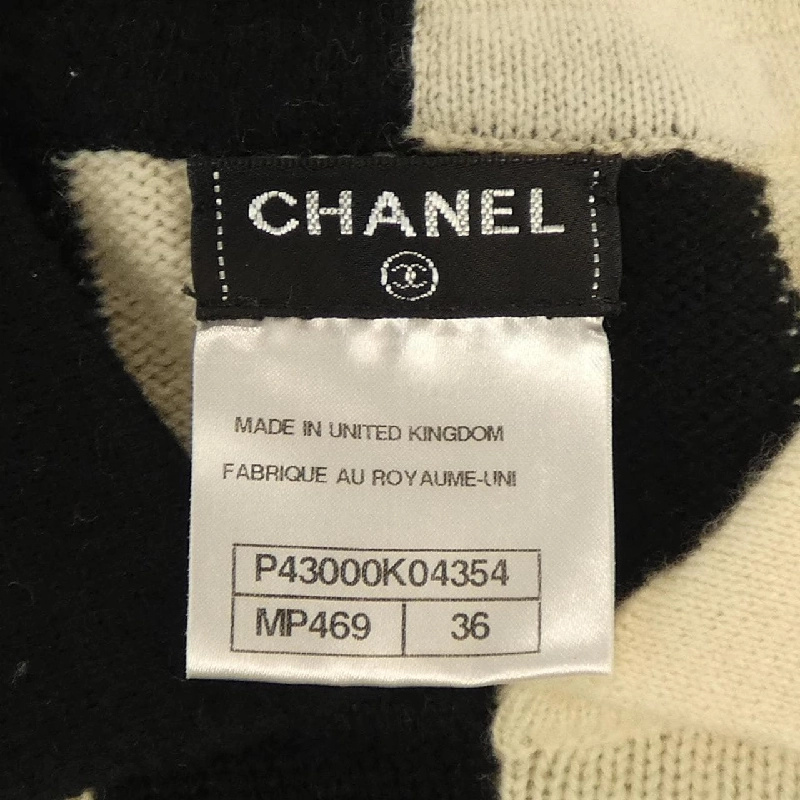 CHANEL
MADE IN UNITED KINGDOM
FABRIQUE AU ROYAUME-UNI
P43000K04354
MP469 36